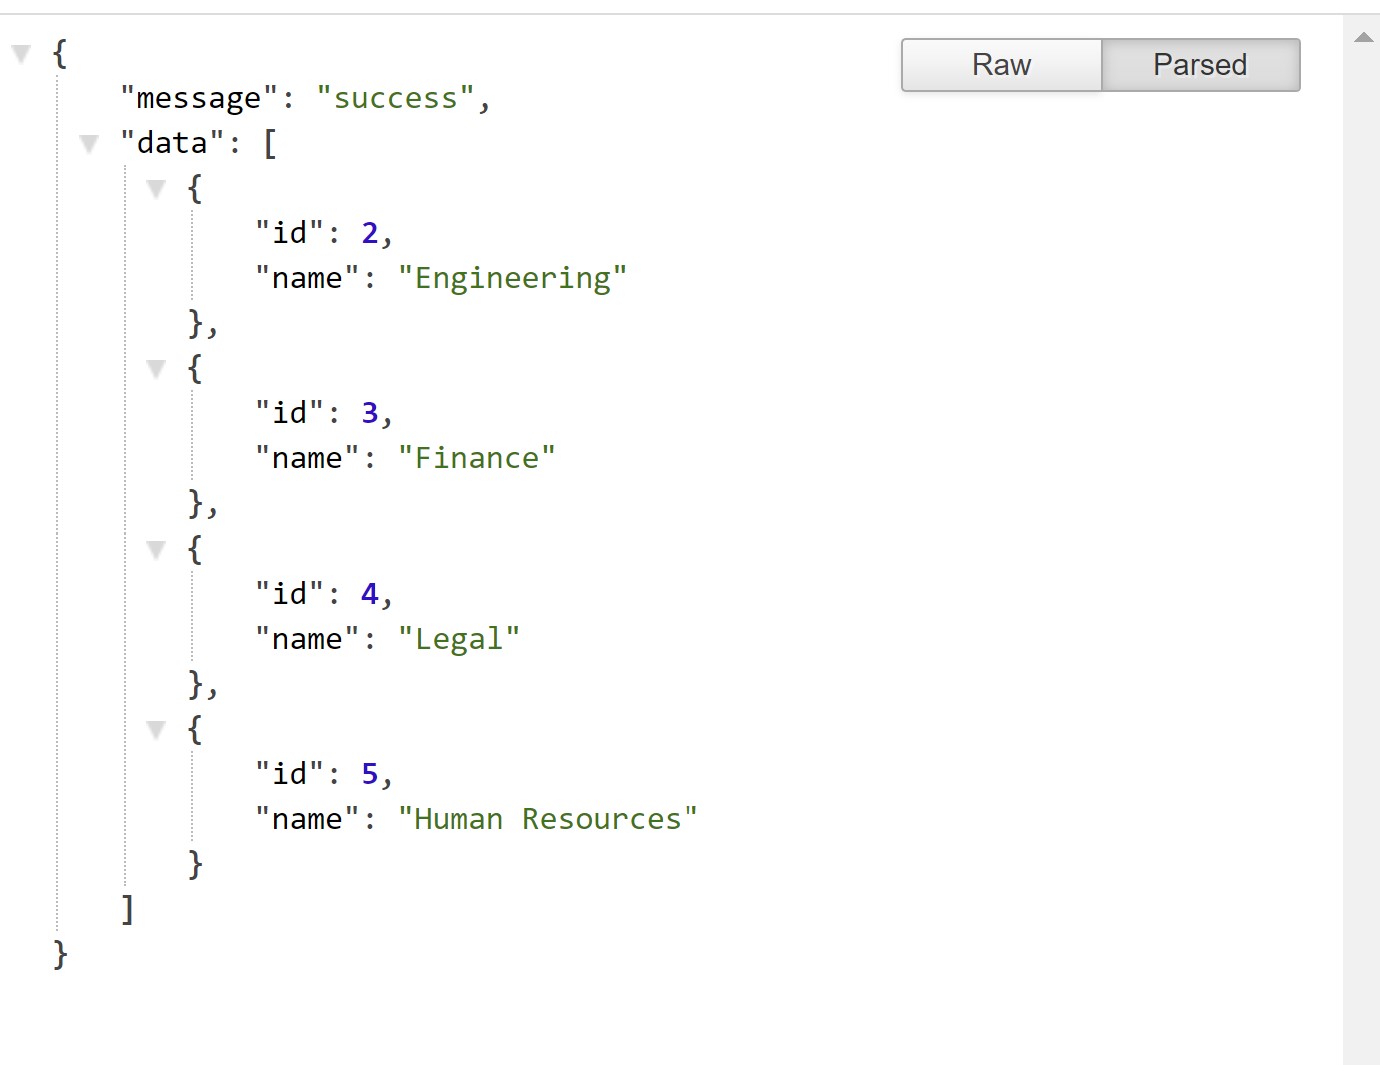 {
Raw Parsed
"message": "success",
"data": [
{
"id": 2,
"name": "Engineering"
},
{
"id": 3,
"name": "Finance"
},
{
"id": 4,
"name": "Legal"
},
{
"id": 5,
"name": "Human Resources"
}
]
}